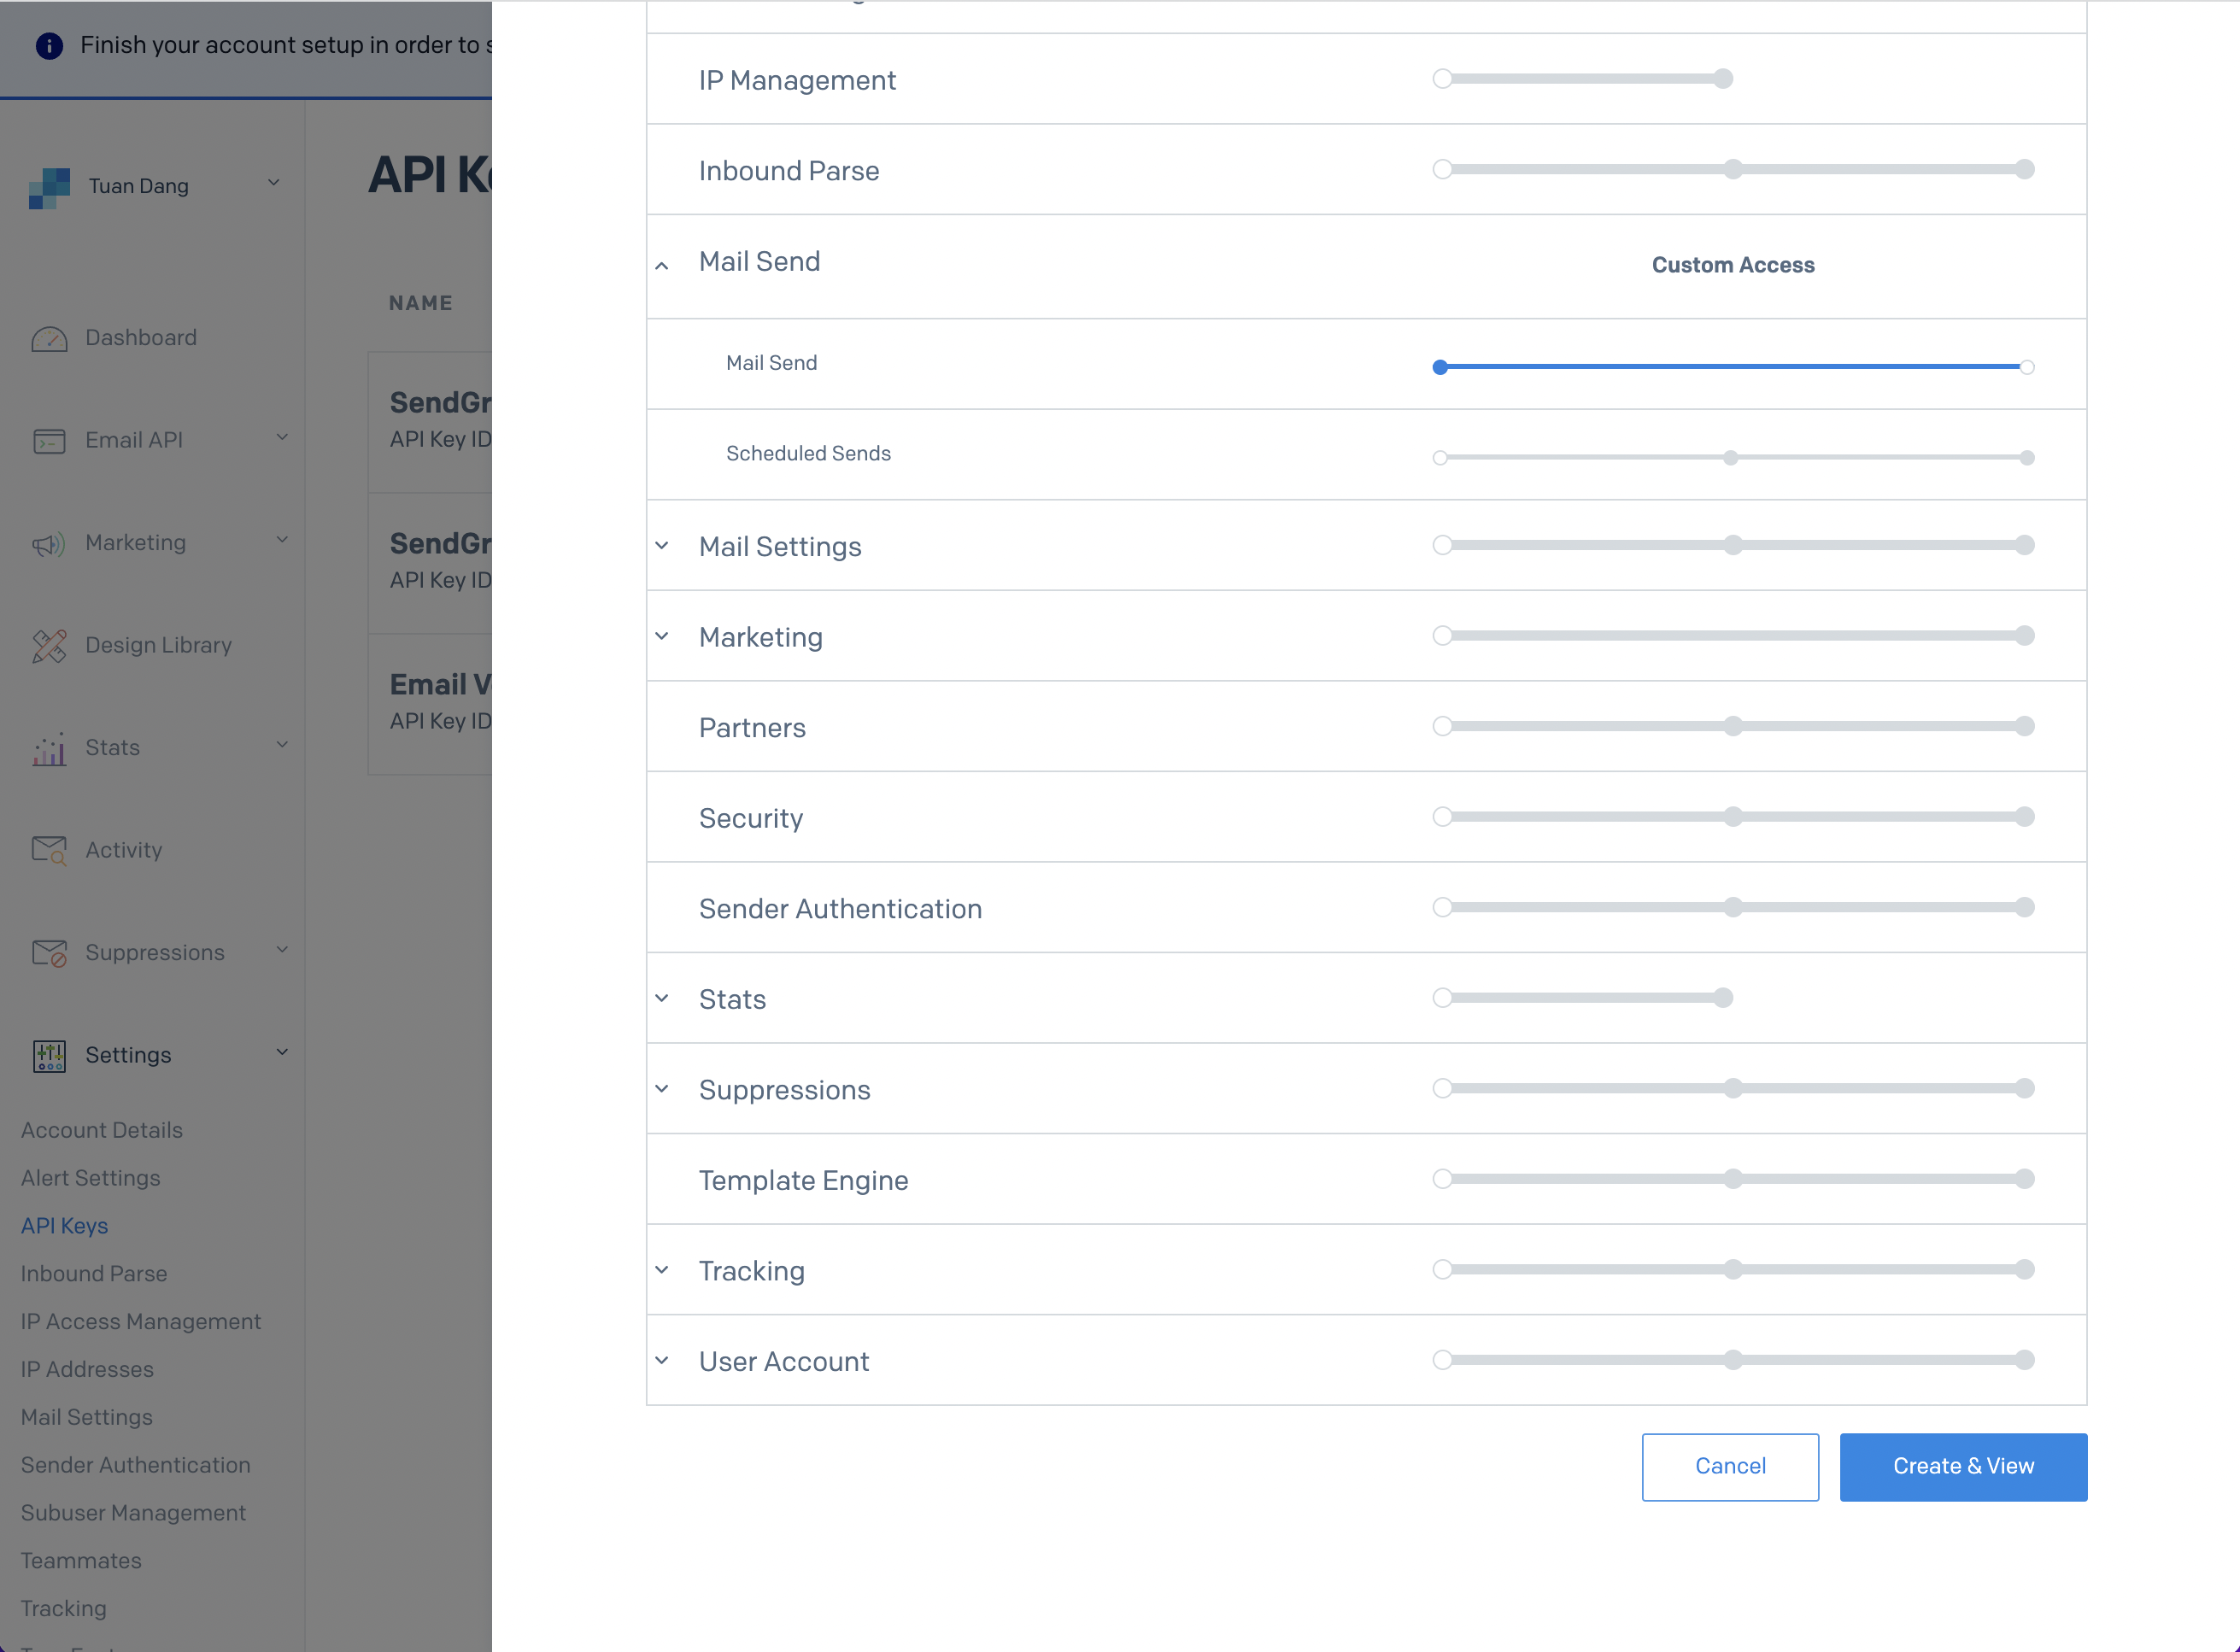 Finish your account setup in order to s
Tuan Dang
Dashboard
Email API
Marketing
Design Library
Stats
Activity
Suppressions
Settings
Account Details
Alert Settings
API Keys
Inbound Parse
IP Access Management
IP Addresses
Mail Settings
Sender Authentication
Subuser Management
Teammates
Tracking
API Ke
NAME
SendGr
API Key ID
SendGr
API Key ID
Email V
API Key ID
IP Management
Inbound Parse
Mail Send
Custom Access
Mail Send
Scheduled Sends
Mail Settings
Marketing
Partners
Security
Sender Authentication
Stats
Suppressions
Template Engine
Tracking
User Account
Cancel
Create & View